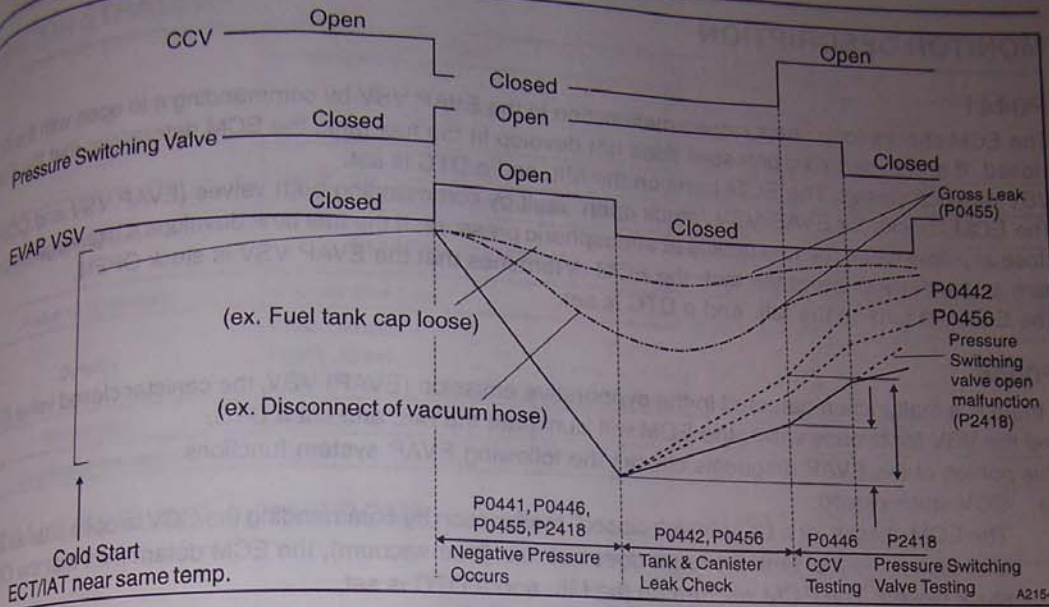 Open
CCV
Closed
Open
Closed
Open
Pressure Switching Valve
Closed
Open
Closed
Gross Leak
(P0455)
EVAP VSV
Closed
P0442
P0456
Pressure
Switching
valve open
malfunction
(P2418)
(ex. Fuel tank cap loose)
(ex. Disconnect of vacuum hose)
Cold Start
ECT/IAT near same temp.
P0441, P0446,
P0455, P2418
Negative Pressure
Occurs
P0442, P0456
Tank & Canister
Leak Check
P0446
CCV
Testing
P2418
Pressure Switching
Valve Testing